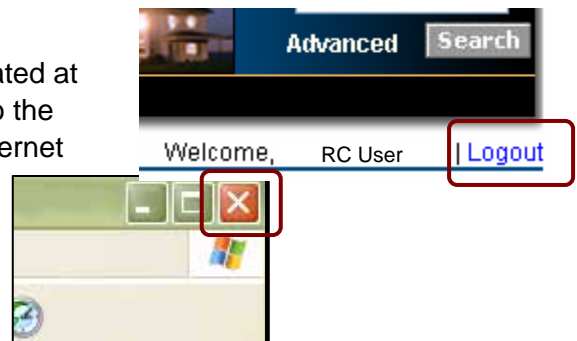 Advanced Search
ated at
o the
ernet
Welcome, RC User | Logout